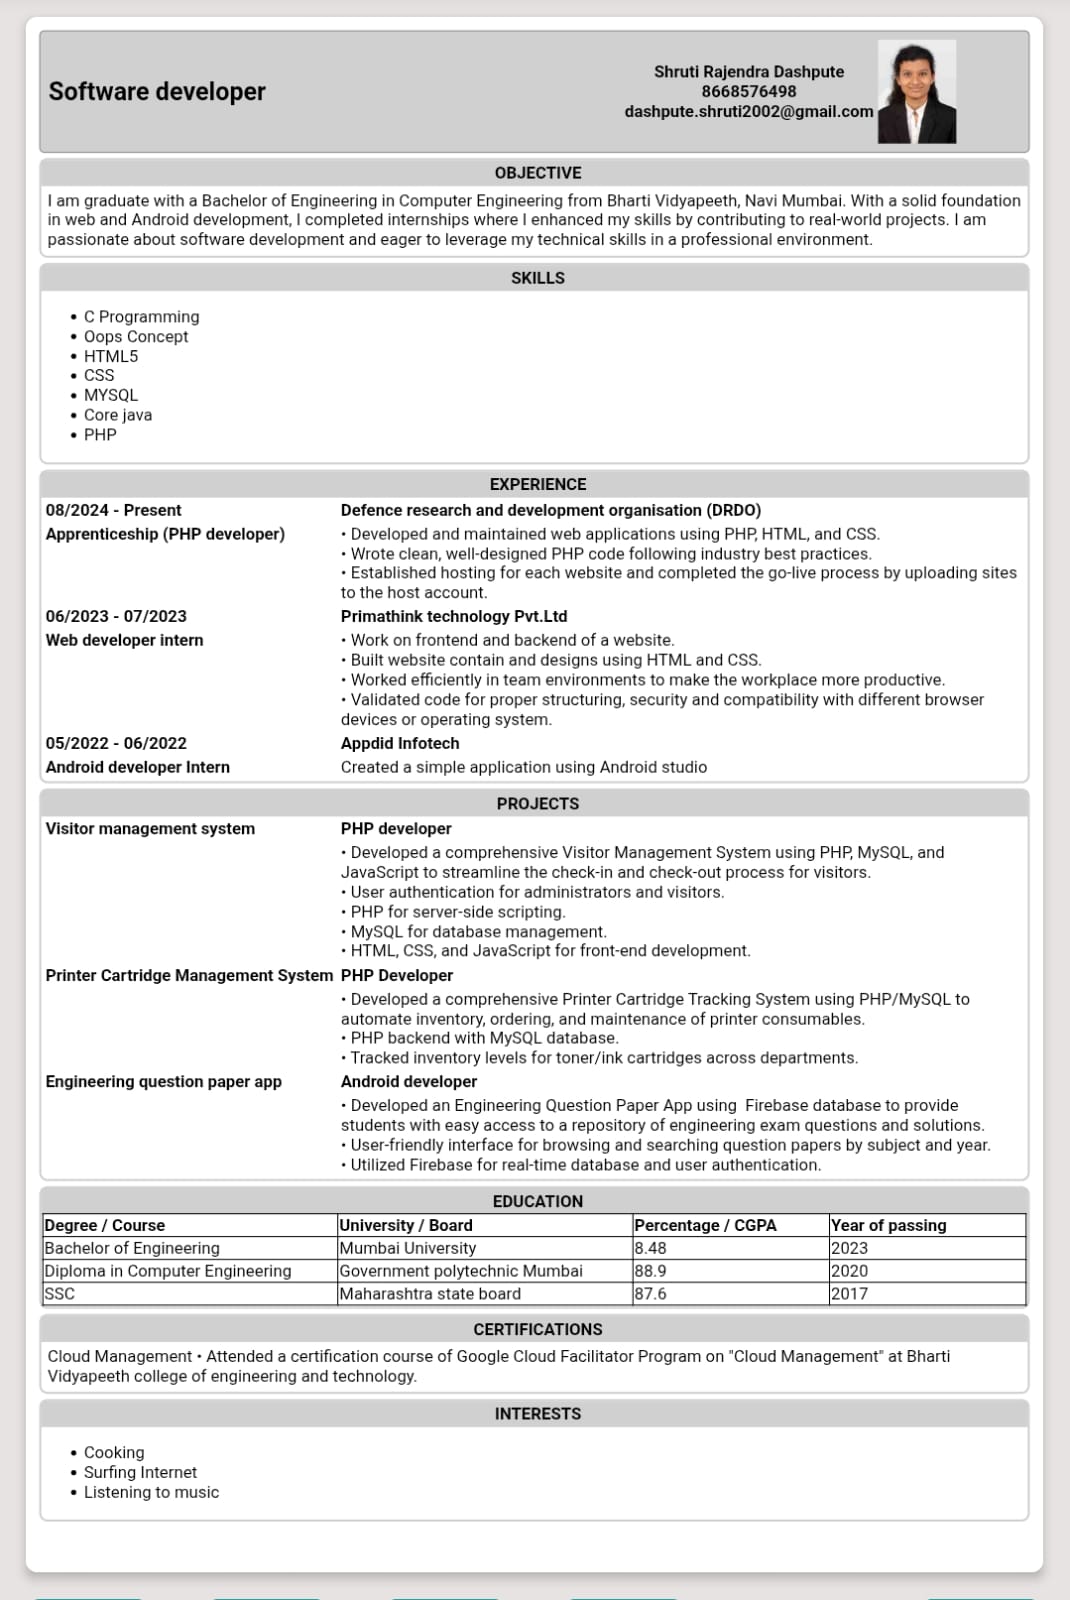 Software developer
Shruti Rajendra Dashpute
8668576498
dashpute.shruti2002@gmail.com
OBJECTIVE
I am graduate with a Bachelor of Engineering in Computer Engineering from Bharti Vidyapeeth, Navi Mumbai. With a solid foundation
in web and Android development, I completed internships where I enhanced my skills by contributing to real-world projects. I am
passionate about software development and eager to leverage my technical skills in a professional environment.
SKILLS
• C Programming
• Oops Concept
• HTML5
• CSS
• MYSQL
• Core java
• PHP
EXPERIENCE
08/2024 - Present Defence research and development organisation (DRDO)
Apprenticeship (PHP developer) • Developed and maintained web applications using PHP, HTML, and CSS.
• Wrote clean, well-designed PHP code following industry best practices.
• Established hosting for each website and completed the go-live process by uploading sites
to the host account.
06/2023 - 07/2023 Primathink technology Pvt.Ltd
Web developer intern • Work on frontend and backend of a website.
• Built website contain and designs using HTML and CSS.
• Worked efficiently in team environments to make the workplace more productive.
• Validated code for proper structuring, security and compatibility with different browser
devices or operating system.
05/2022 - 06/2022 Appdid Infotech
Android developer Intern Created a simple application using Android studio
PROJECTS
Visitor management system PHP developer
• Developed a comprehensive Visitor Management System using PHP, MySQL, and
JavaScript to streamline the check-in and check-out process for visitors.
• User authentication for administrators and visitors.
• PHP for server-side scripting.
• MySQL for database management.
• HTML, CSS, and JavaScript for front-end development.
Printer Cartridge Management System PHP Developer
• Developed a comprehensive Printer Cartridge Tracking System using PHP/MySQL to
automate inventory, ordering, and maintenance of printer consumables.
• PHP backend with MySQL database.
• Tracked inventory levels for toner/ink cartridges across departments.
Engineering question paper app Android developer
• Developed an Engineering Question Paper App using  Firebase database to provide
students with easy access to a repository of engineering exam questions and solutions.
• User-friendly interface for browsing and searching question papers by subject and year.
• Utilized Firebase for real-time database and user authentication.
EDUCATION
Degree / Course University / Board Percentage / CGPA Year of passing
Bachelor of Engineering Mumbai University 8.48 2023
Diploma in Computer Engineering Government polytechnic Mumbai 88.9 2020
SSC Maharashtra state board 87.6 2017
CERTIFICATIONS
Cloud Management • Attended a certification course of Google Cloud Facilitator Program on "Cloud Management" at Bharti
Vidyapeeth college of engineering and technology.
INTERESTS
• Cooking
• Surfing Internet
• Listening to music